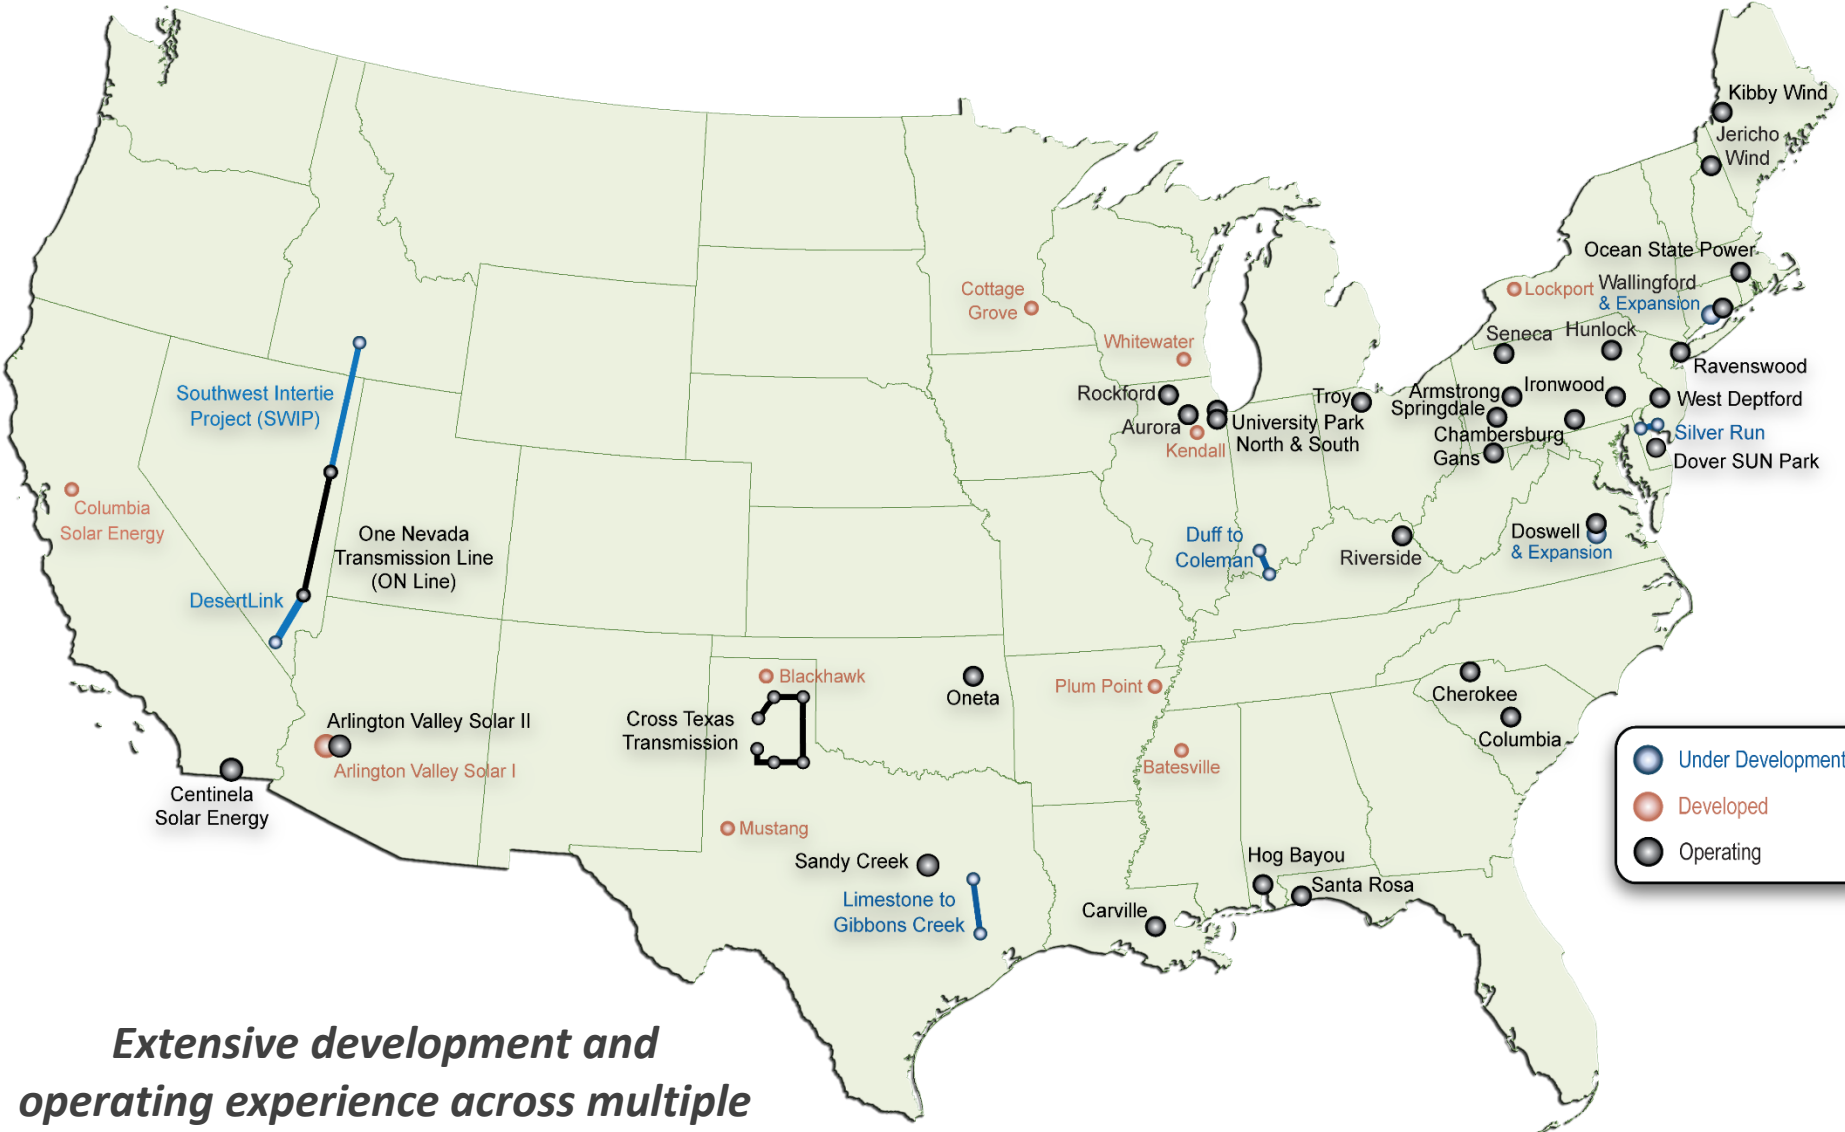 Kibby Wind
Jericho
Wind
Ocean State Power
Wallingford
& Expansion
Lockport
Cottage
Grove
Whitewater
Seneca
Hunlock
Ravenswood
Southwest Intertie
Project (SWIP)
Rockford
Aurora
Kendall
University Park
North & South
Troy
Armstrong
Springdale
Ironwood
Chambersburg
Gans
West Deptford
Silver Run
Dover SUN Park
Columbia
Solar Energy
One Nevada
Transmission Line
(ON Line)
DesertLink
Duff to
Coleman
Riverside
Doswell
& Expansion
Blackhawk
Oneta
Plum Point
Cherokee
Columbia
Cross Texas
Transmission
Arlington Valley Solar II
Arlington Valley Solar I
Batesville
Centinela
Solar Energy
Mustang
Sandy Creek
Limestone to
Gibbons Creek
Hog Bayou
Santa Rosa
Carville
Under Development
Developed
Operating
Extensive development and
operating experience across multiple